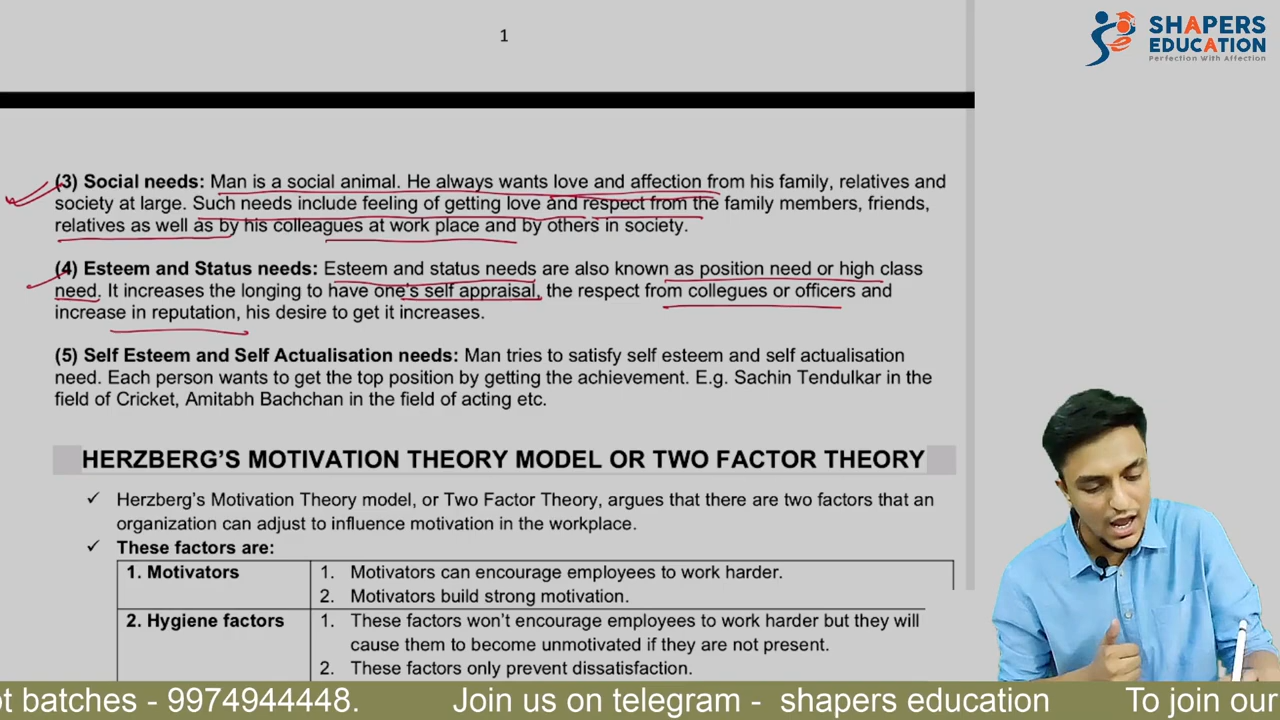 1
SHAPERS
EDUCATION
Perfection With Affection
(3) Social needs: Man is a social animal. He always wants love and affection from his family, relatives and
society at large. Such needs include feeling of getting love and respect from the family members, friends,
relatives as well as by his colleagues at work place and by others in society.
(4) Esteem and Status needs: Esteem and status needs are also known as position need or high class
need. It increases the longing to have one's self appraisal, the respect from collegues or officers and
increase in reputation, his desire to get it increases.
(5) Self Esteem and Self Actualisation needs: Man tries to satisfy self esteem and self actualisation
need. Each person wants to get the top position by getting the achievement. E.g. Sachin Tendulkar in the
field of Cricket, Amitabh Bachchan in the field of acting etc.
HERZBERG'S MOTIVATION THEORY MODEL OR TWO FACTOR THEORY
✓ Herzberg's Motivation Theory model, or Two Factor Theory, argues that there are two factors that an
organization can adjust to influence motivation in the workplace.
✓ These factors are:
1. Motivators
1. Motivators can encourage employees to work harder.
2. Motivators build strong motivation.
2. Hygiene factors
1. These factors won't encourage employees to work harder but they will
cause them to become unmotivated if they are not present.
2. These factors only prevent dissatisfaction.
ot batches - 9974944448. Join us on telegram - shapers education To join our